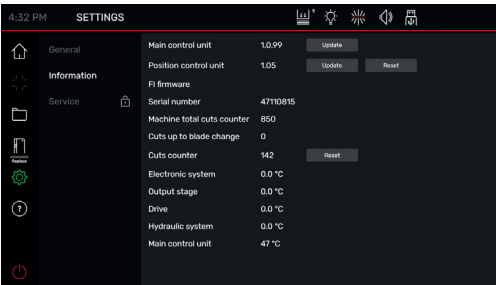 4:32 PM SETTINGS
General
Information
Service
Replace
?
Main control unit 1.0.99 Update
Position control unit 1.05 Update Reset
FI firmware
Serial number 47110815
Machine total cuts counter 850
Cuts up to blade change 0
Cuts counter 142 Reset
Electronic system 0.0 °C
Output stage 0.0 °C
Drive 0.0 °C
Hydraulic system 0.0 °C
Main control unit 47 °C